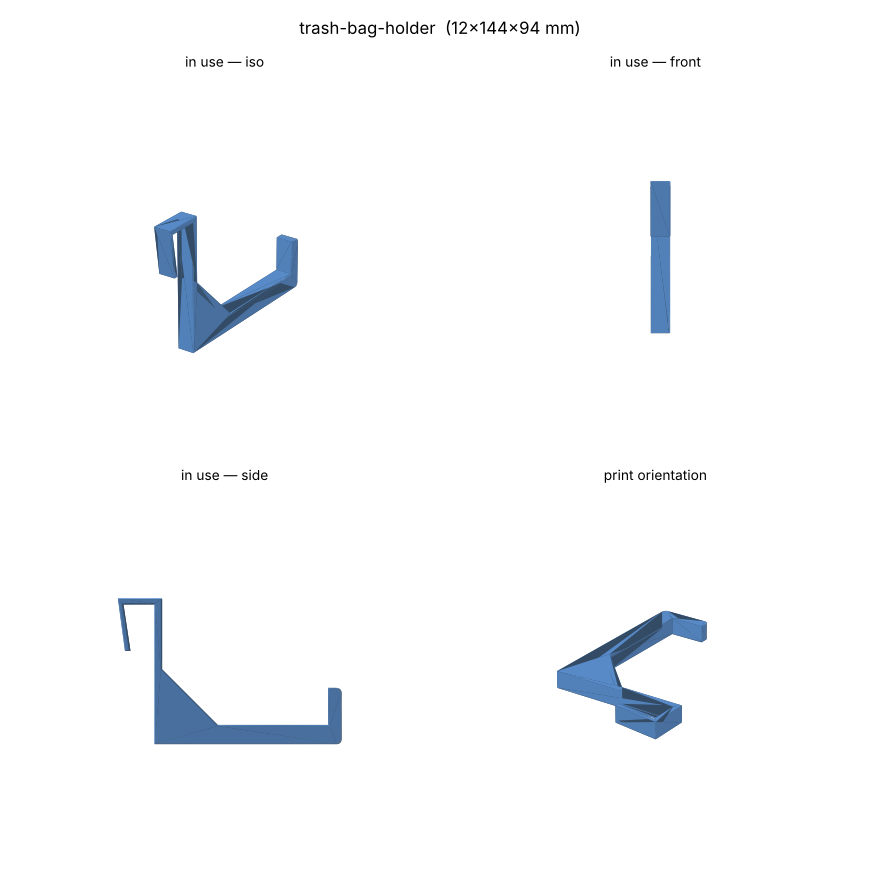 trash-bag-holder (12×144×94 mm)
in use — iso
in use — front
in use — side
print orientation